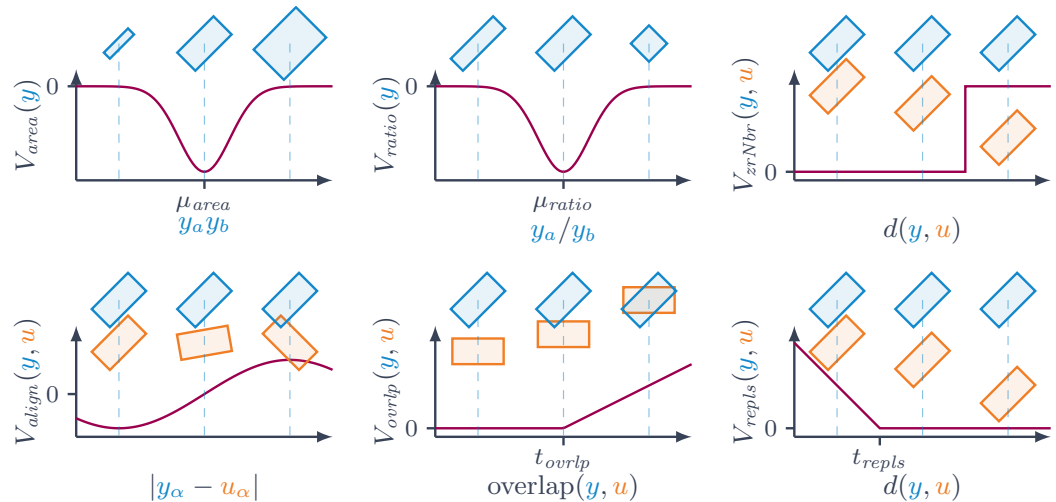 V_area(y)
0
μ_area
y_a y_b
V_ratio(y)
0
μ_ratio
y_a/y_b
V_zrNbr(y, u)
0
d(y, u)
V_align(y, u)
0
|y_α − u_α|
V_ovrlp(y, u)
0
t_ovrlp
overlap(y, u)
V_repls(y, u)
0
t_repls
d(y, u)